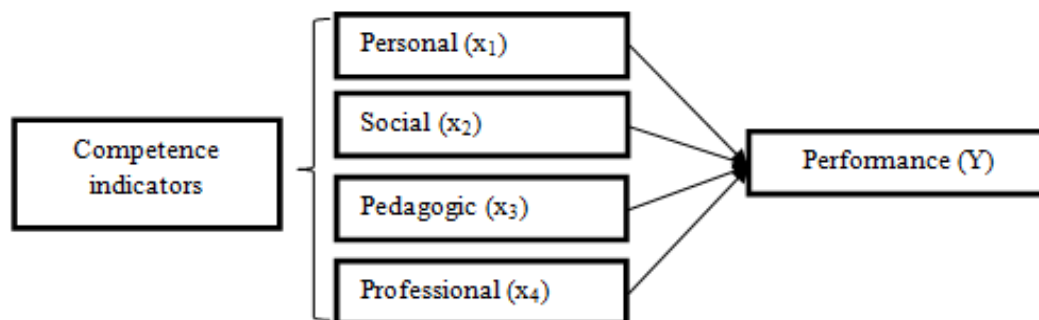 Competence
indicators
Personal (x₁)
Social (x₂)
Pedagogic (x₃)
Professional (x₄)
Performance (Y)